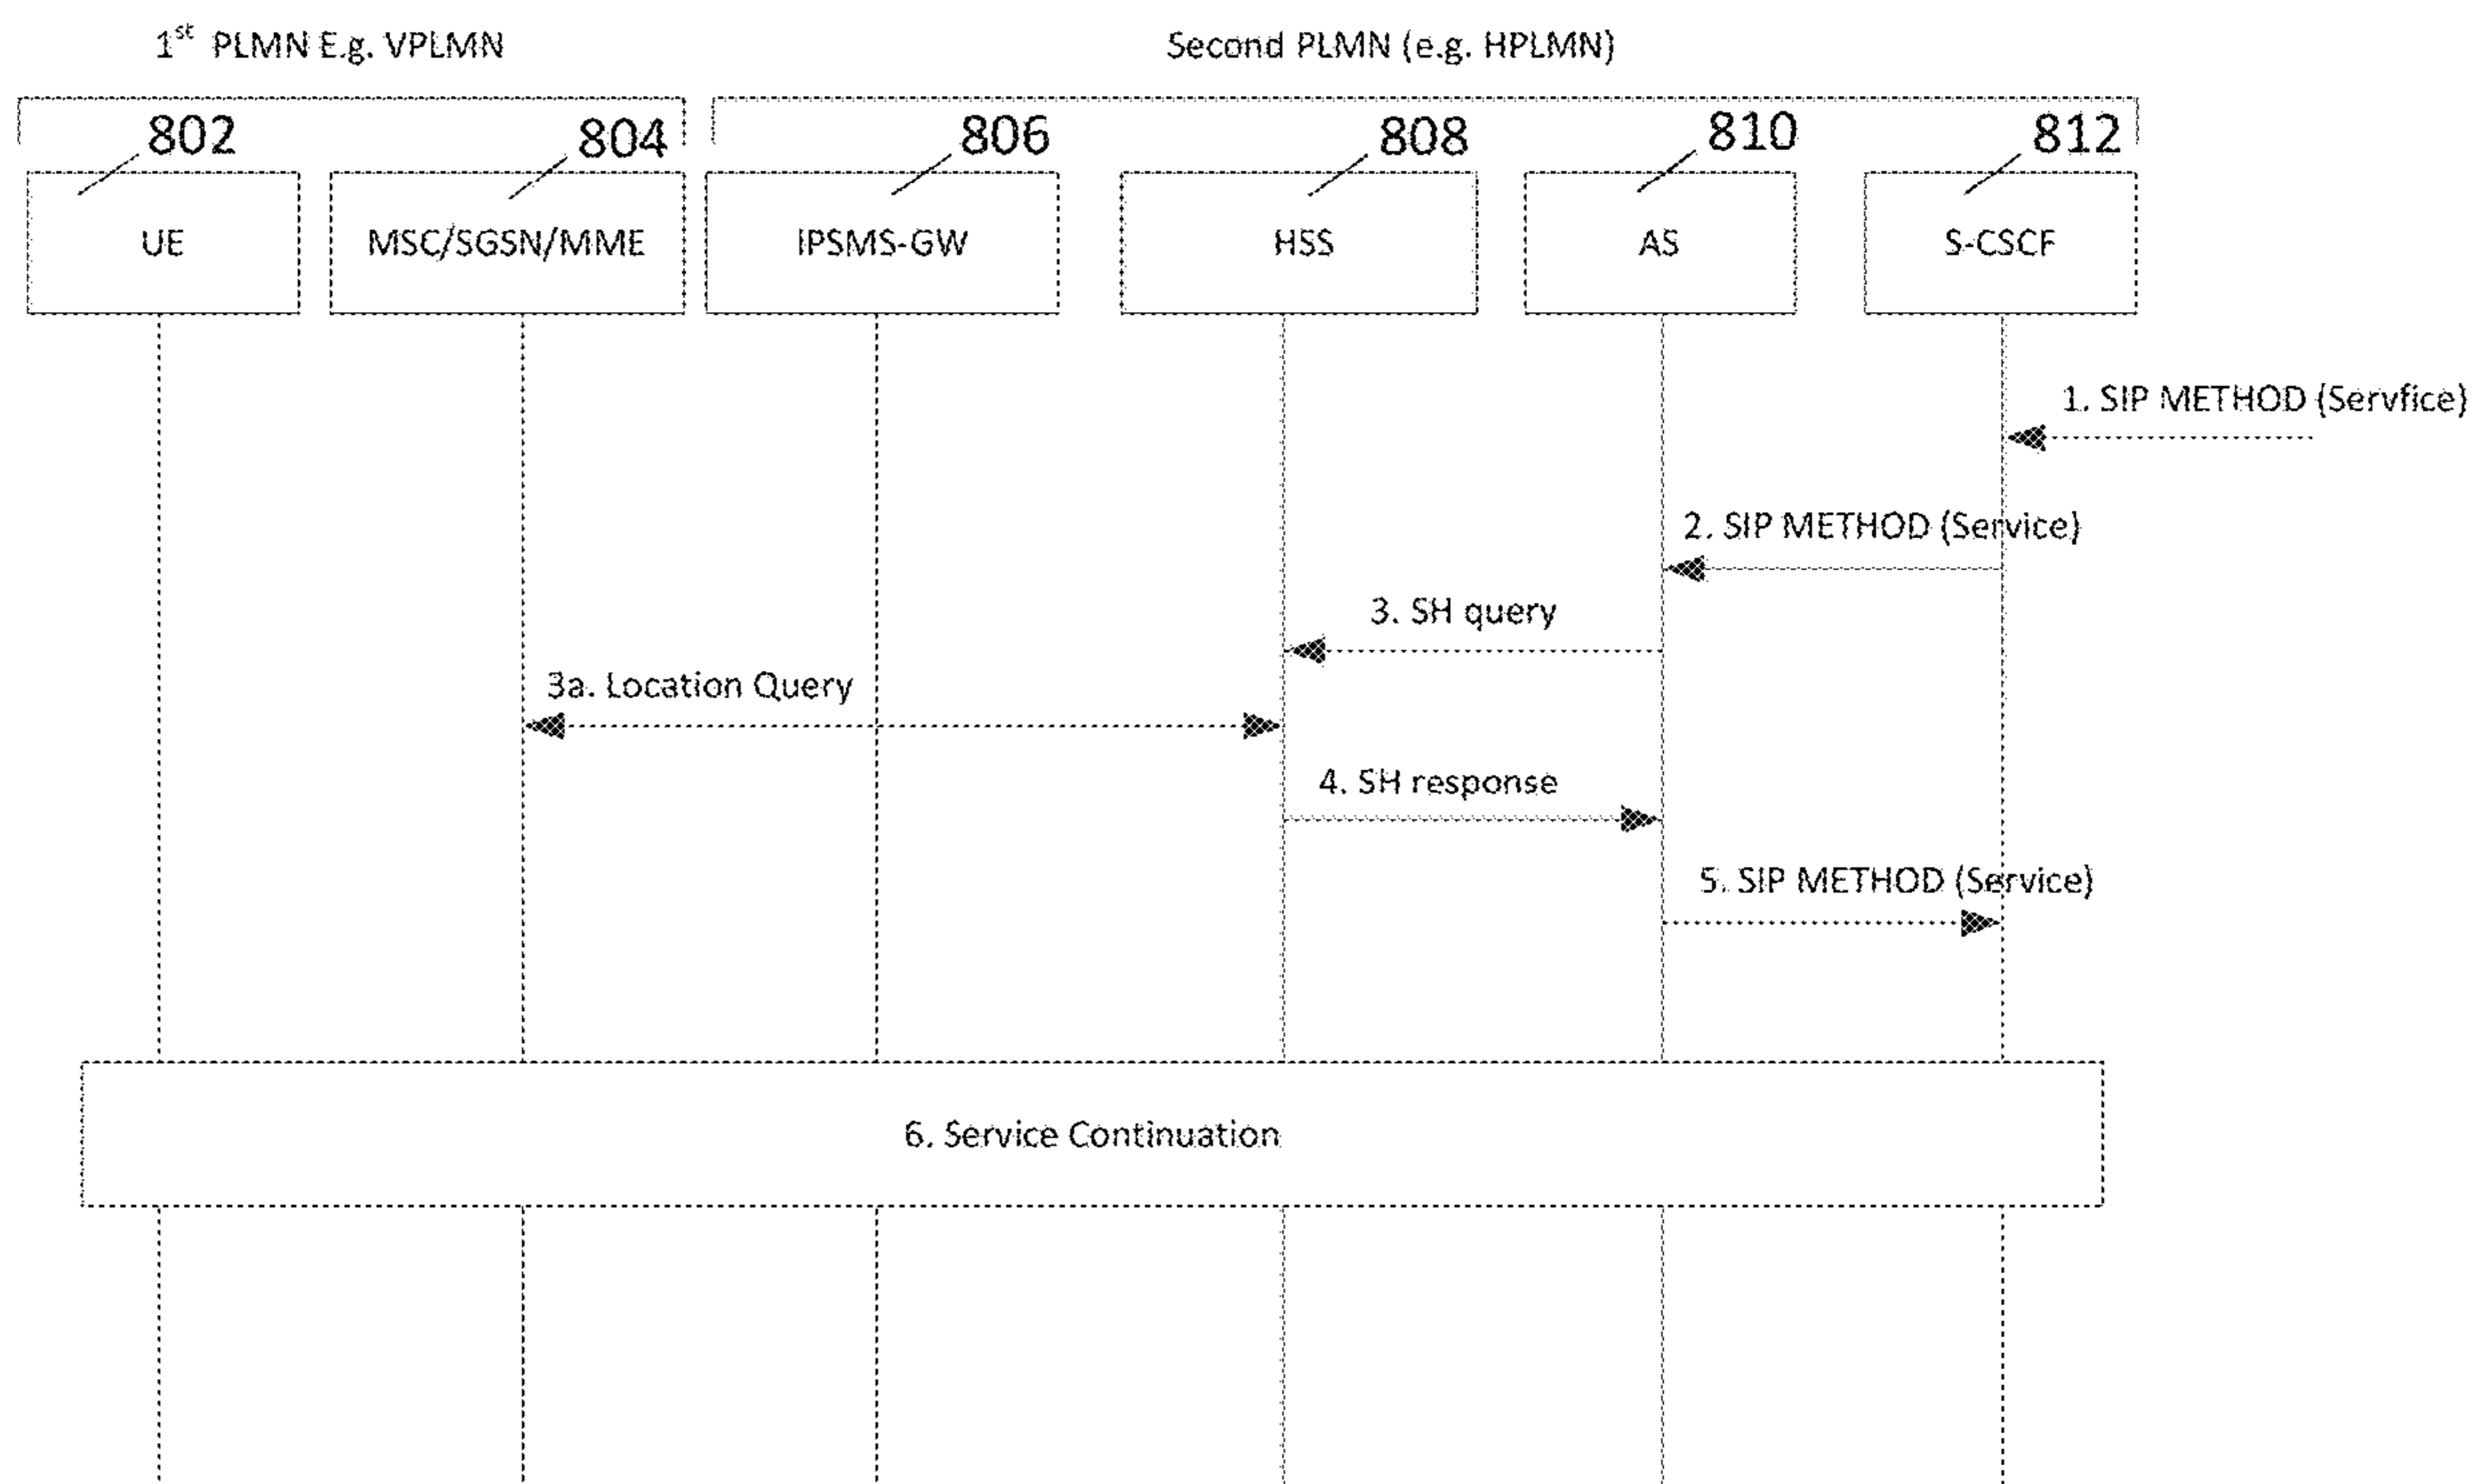 1st PLMN E.g. VPLMN
Second PLMN (e.g. HPLMN)
802
804
806
808
810
812
UE
MSC/SGSN/MME
IPSMS-GW
HSS
AS
S-CSCF
1. SIP METHOD (Servfice)
2. SIP METHOD (Service)
3. SH query
3a. Location Query
4. SH response
5. SIP METHOD (Service)
6. Service Continuation